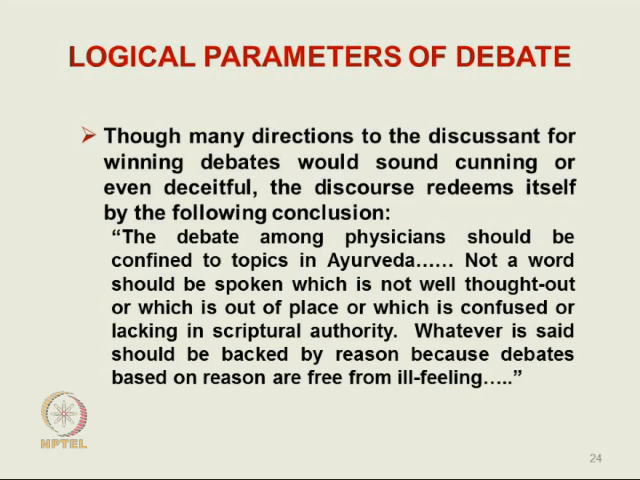 LOGICAL PARAMETERS OF DEBATE
➢ Though many directions to the discussant for
winning debates would sound cunning or
even deceitful, the discourse redeems itself
by the following conclusion:
“The debate among physicians should be
confined to topics in Ayurveda…… Not a word
should be spoken which is not well thought-out
or which is out of place or which is confused or
lacking in scriptural authority. Whatever is said
should be backed by reason because debates
based on reason are free from ill-feeling…..”
NPTEL
24